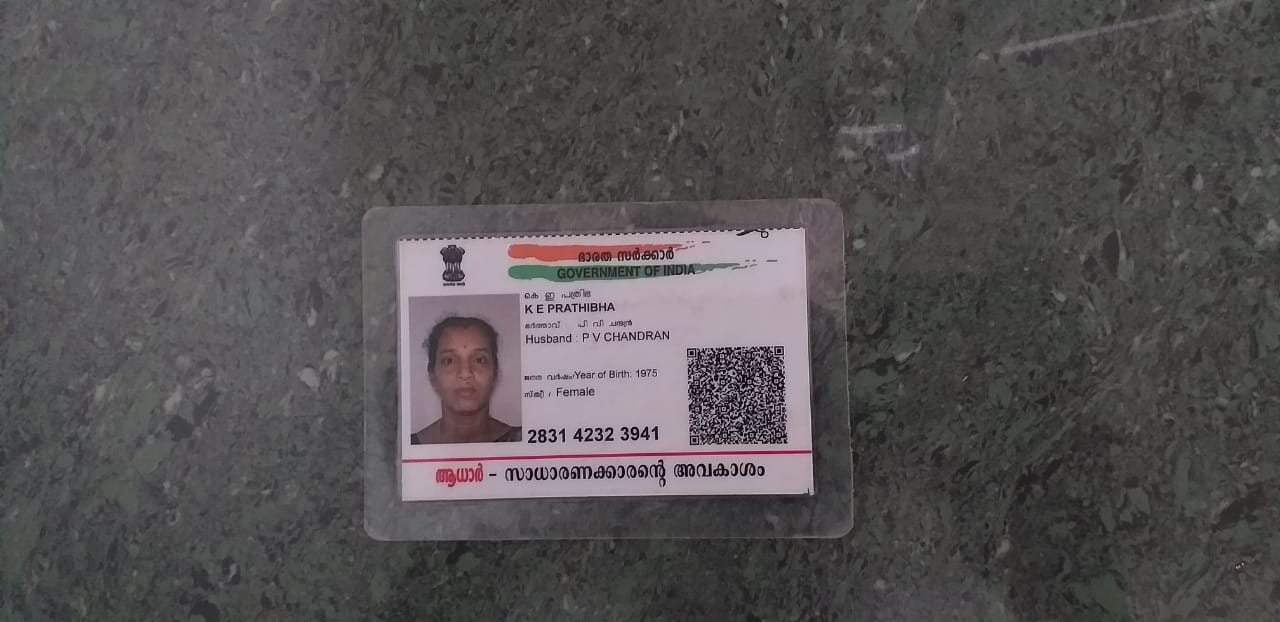 ഭാരത സർക്കാർ
GOVERNMENT OF INDIA
കെ ഇ പത്രിഭ
K E PRATHIBHA
ഭർത്താവ് : പി വി ചന്ദ്രൻ
Husband : P V CHANDRAN
ജനന വർഷം/Year of Birth: 1975
സ്ത്രീ / Female
2831 4232 3941
ആധാർ - സാധാരണക്കാരന്റെ അവകാശം